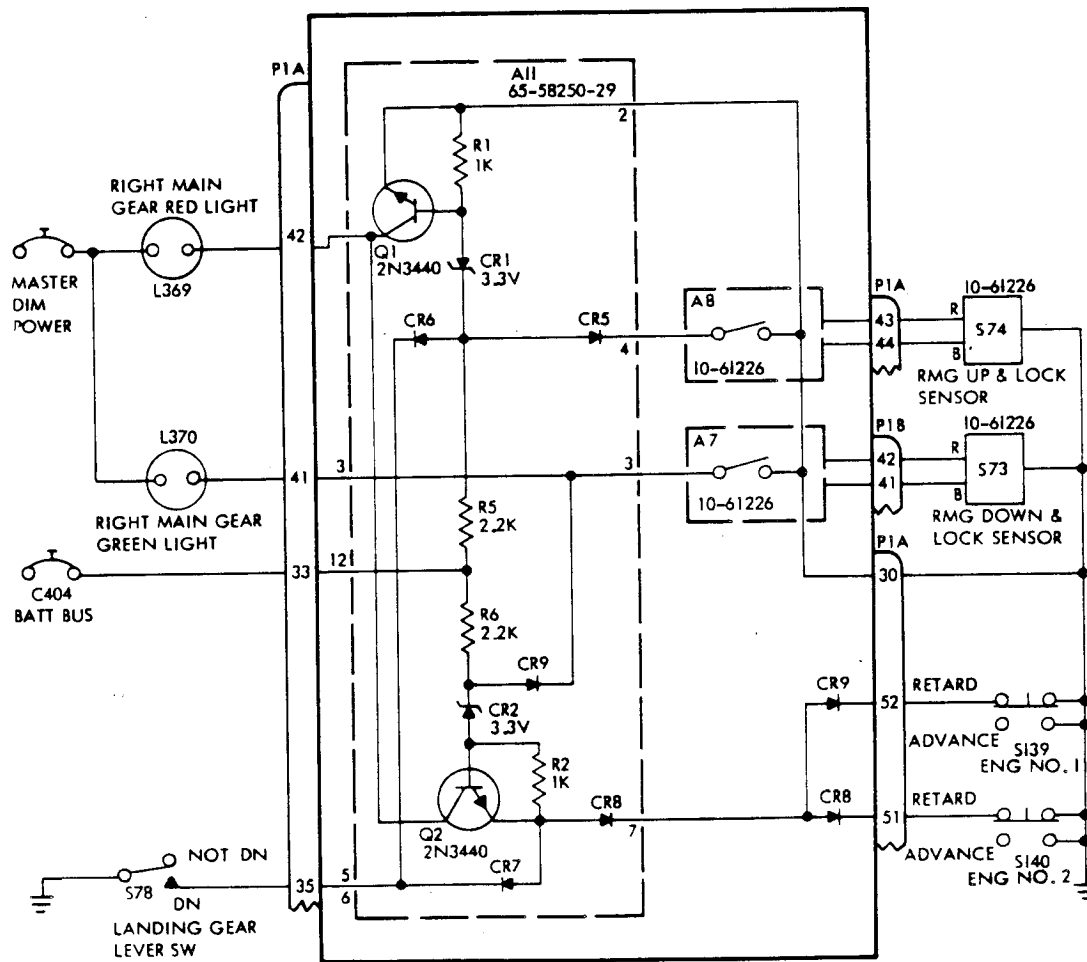 P1A
A11
65-58250-29
2
R1
1K
RIGHT MAIN
GEAR RED LIGHT
42
L369
MASTER
DIM
POWER
Q1
2N3440
CR1
3.3V
CR6
CR5
4
A8
10-61226
P1A
43
44
R
B
10-61226
S74
RMG UP & LOCK
SENSOR
L370
41
3
3
RIGHT MAIN GEAR
GREEN LIGHT
A7
10-61226
P1B
42
41
R
B
10-61226
S73
RMG DOWN &
LOCK SENSOR
R5
2.2K
C404
BATT BUS
33
12
P1A
30
R6
2.2K
CR9
CR2
3.3V
R2
1K
Q2
2N3440
CR8
7
CR7
CR9
52
RETARD
ADVANCE
S139
ENG NO. 1
CR8
51
RETARD
ADVANCE
S140
ENG NO. 2
NOT DN
S78
DN
LANDING GEAR
LEVER SW
35
5
6